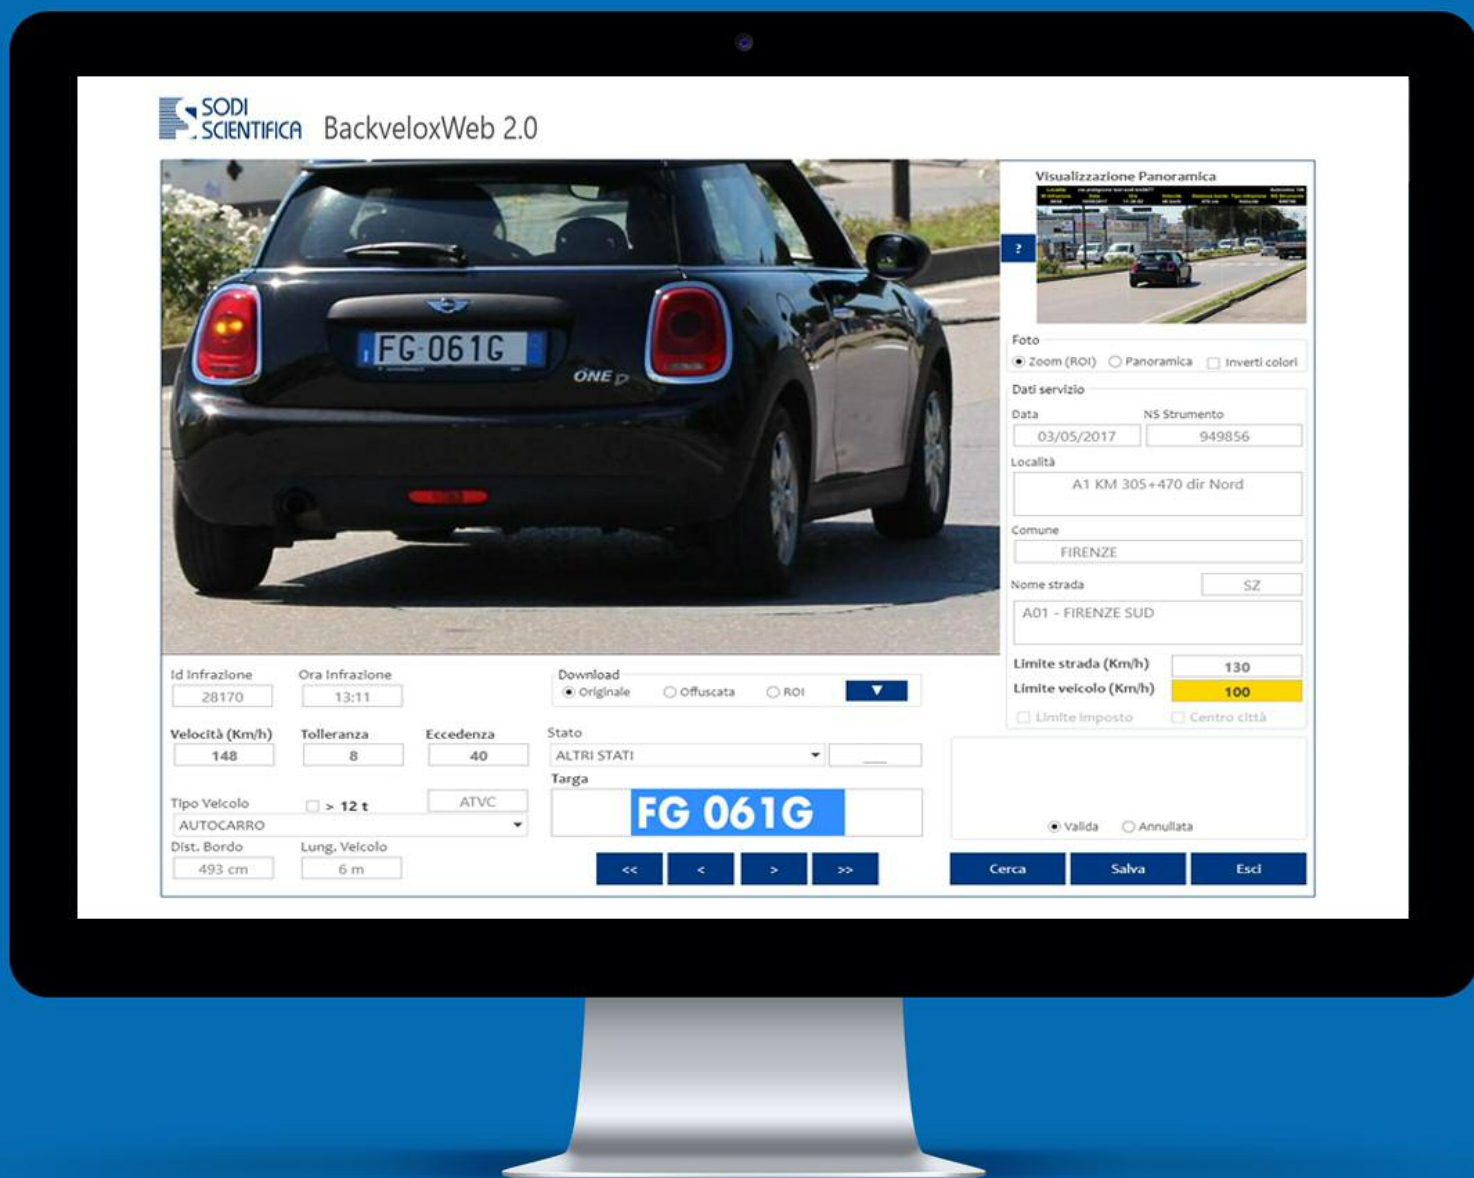 SODI
SCIENTIFICA BackveloxWeb 2.0
Visualizzazione Panoramica
?
FG·061G
ONE D
Foto
Zoom (ROI) Panoramica Inverti colori
Dati servizio
Data NS Strumento
03/05/2017 949856
Località
A1 KM 305+470 dir Nord
Comune
FIRENZE
Nome strada SZ
A01 - FIRENZE SUD
Limite strada (Km/h) 130
Limite veicolo (Km/h) 100
Limite imposto Centro città
Id Infrazione Ora Infrazione
28170 13:11
Download
Originale Offuscata ROI
Velocità (Km/h) Tolleranza Eccedenza
148 8 40
Stato
ALTRI STATI
Targa
FG 061G
Tipo Veicolo > 12 t ATVC
AUTOCARRO
Dist. Bordo Lung. Veicolo
493 cm 6 m
<< < > >>
Valida Annullata
Cerca Salva Esci